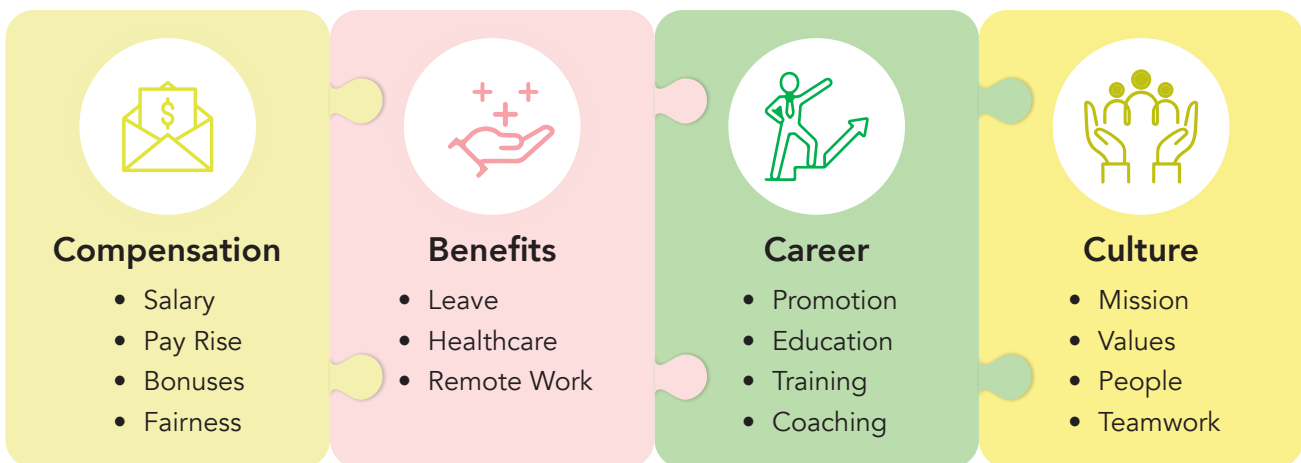 $
Compensation
• Salary
• Pay Rise
• Bonuses
• Fairness
Benefits
• Leave
• Healthcare
• Remote Work
Career
• Promotion
• Education
• Training
• Coaching
Culture
• Mission
• Values
• People
• Teamwork